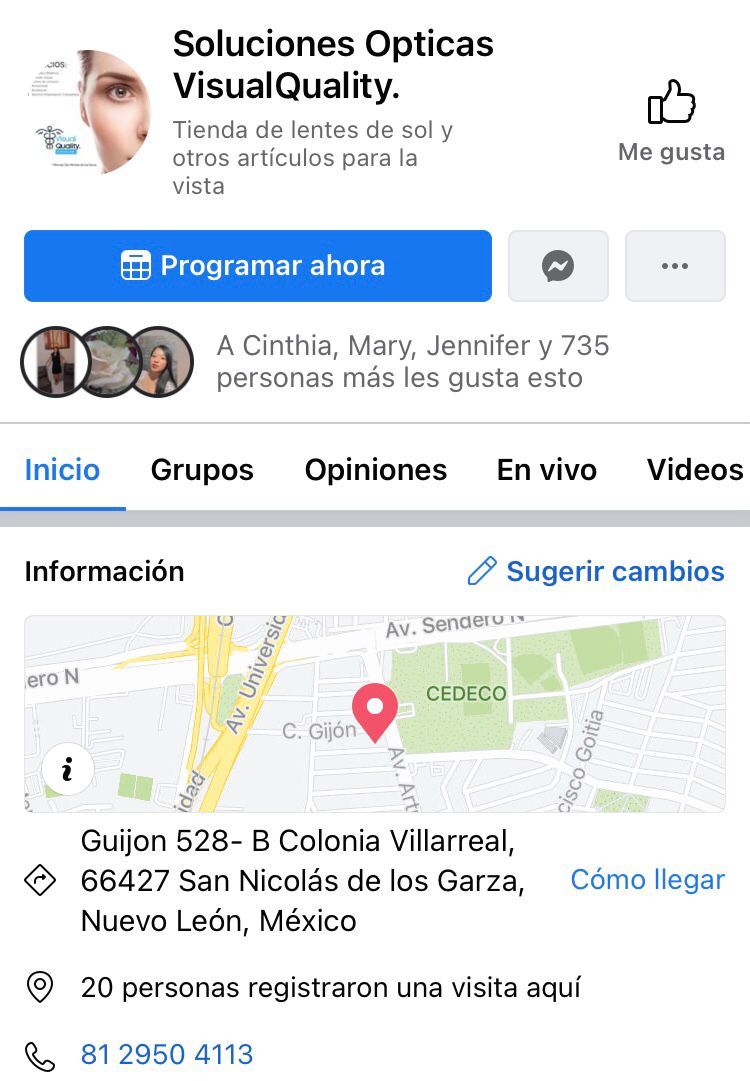 Soluciones Opticas
VisualQuality.
Tienda de lentes de sol y
otros artículos para la
vista
Me gusta
Visual
Quality.
Programar ahora
A Cinthia, Mary, Jennifer y 735
personas más les gusta esto
Inicio
Grupos
Opiniones
En vivo
Videos
Información
Sugerir cambios
Av. Sendero N
ero N
Av. Universid
CEDECO
C. Gijón
idad
Av. Art
cisco Goitia
Guijon 528- B Colonia Villarreal,
66427 San Nicolás de los Garza,
Nuevo León, México
Cómo llegar
20 personas registraron una visita aquí
81 2950 4113